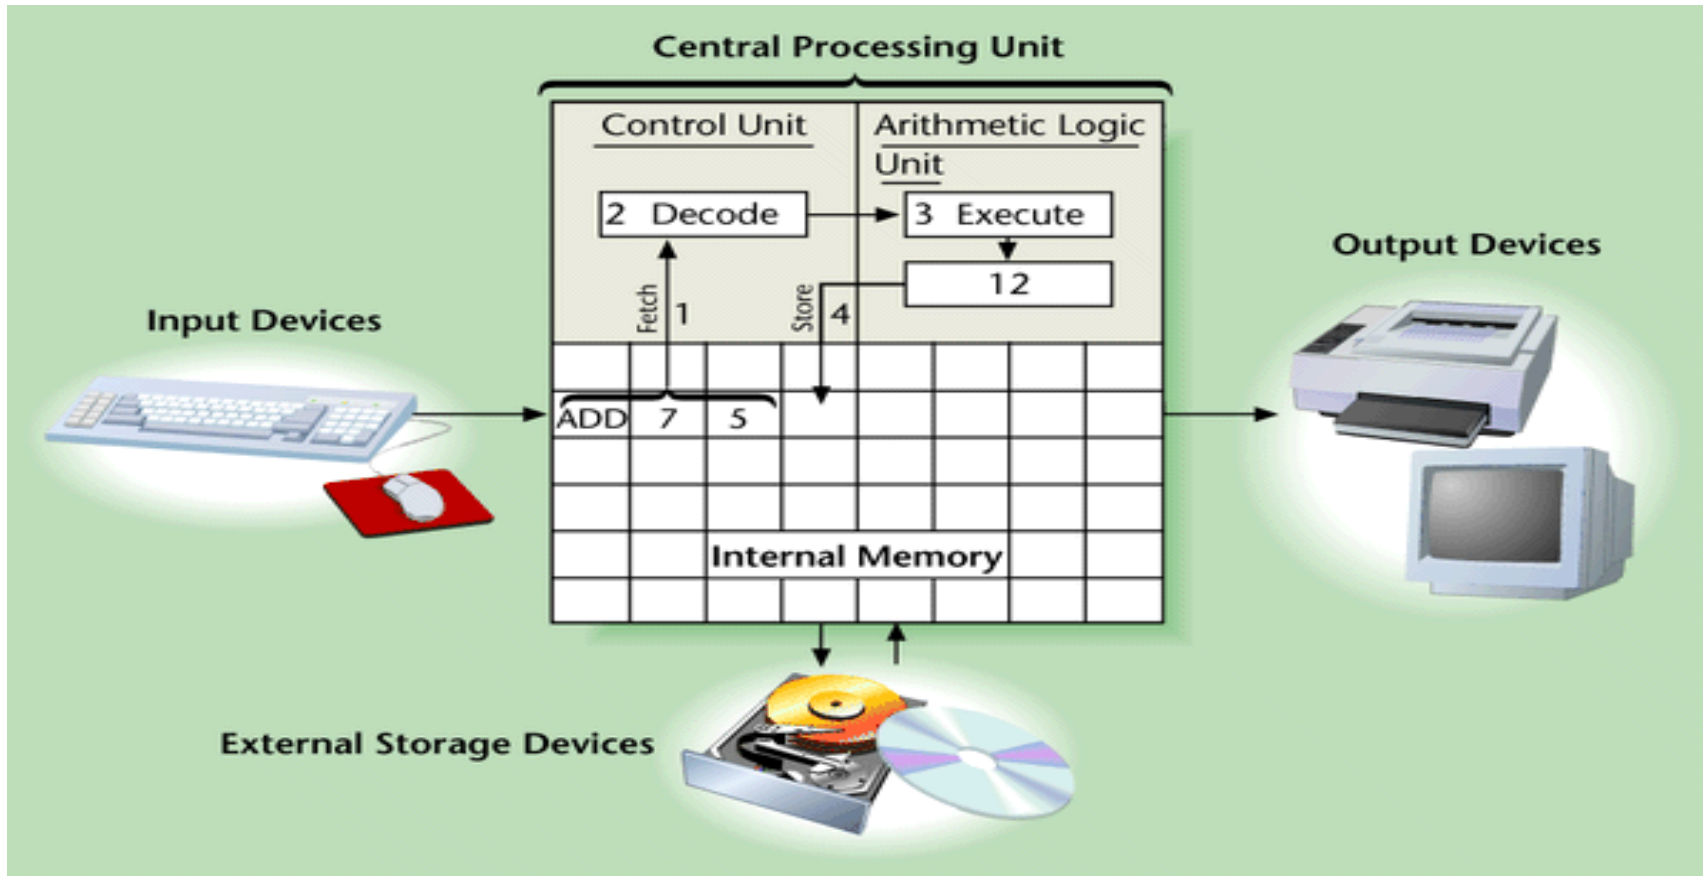 Central Processing Unit
Control Unit
Arithmetic Logic
Unit
2 Decode
3 Execute
12
Fetch
1
Store
4
Input Devices
Output Devices
ADD 7 5
Internal Memory
External Storage Devices